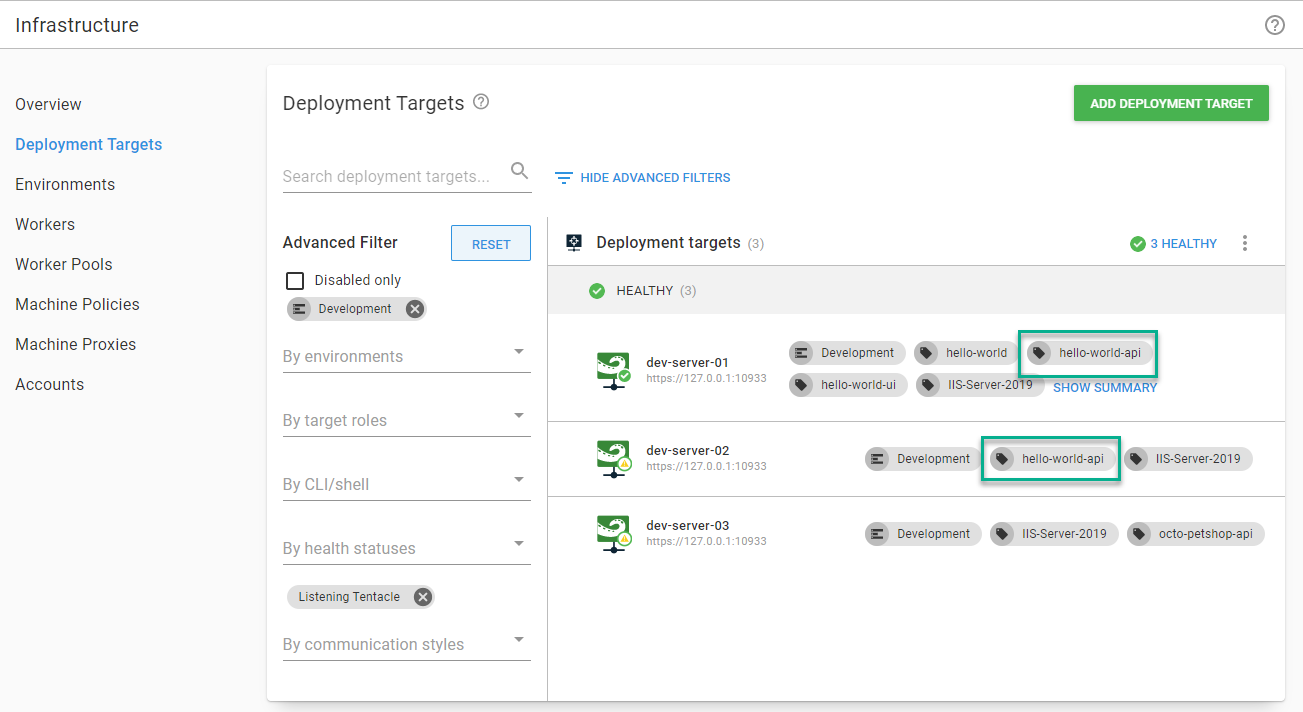 Infrastructure
Overview
Deployment Targets
Environments
Workers
Worker Pools
Machine Policies
Machine Proxies
Accounts
Deployment Targets
ADD DEPLOYMENT TARGET
Search deployment targets...
HIDE ADVANCED FILTERS
Advanced Filter
RESET
Disabled only
Development
By environments
By target roles
By CLI/shell
By health statuses
Listening Tentacle
By communication styles
Deployment targets (3)
3 HEALTHY
HEALTHY (3)
dev-server-01
https://127.0.0.1:10933
Development hello-world hello-world-api
hello-world-ui IIS-Server-2019 SHOW SUMMARY
dev-server-02
https://127.0.0.1:10933
Development hello-world-api IIS-Server-2019
dev-server-03
https://127.0.0.1:10933
Development IIS-Server-2019 octo-petshop-api